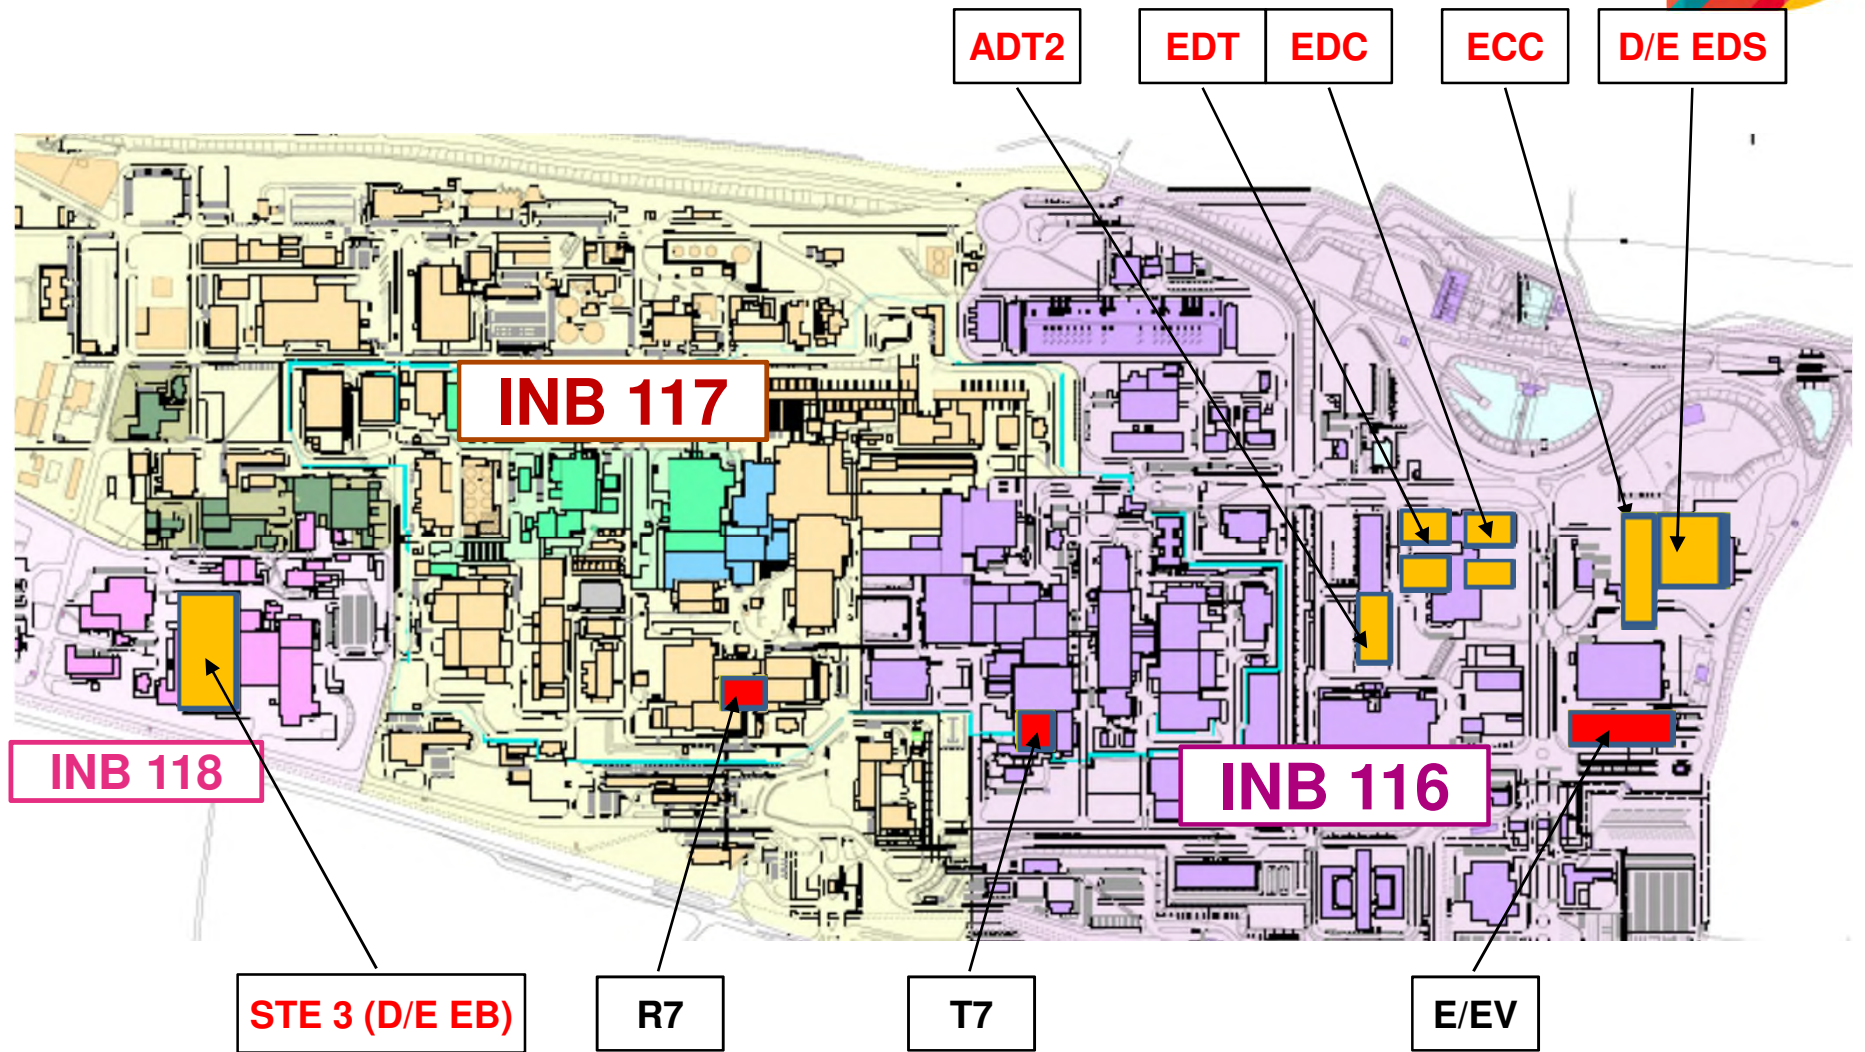 ADT2
EDT
EDC
ECC
D/E EDS
INB 117
INB 118
INB 116
STE 3 (D/E EB)
R7
T7
E/EV